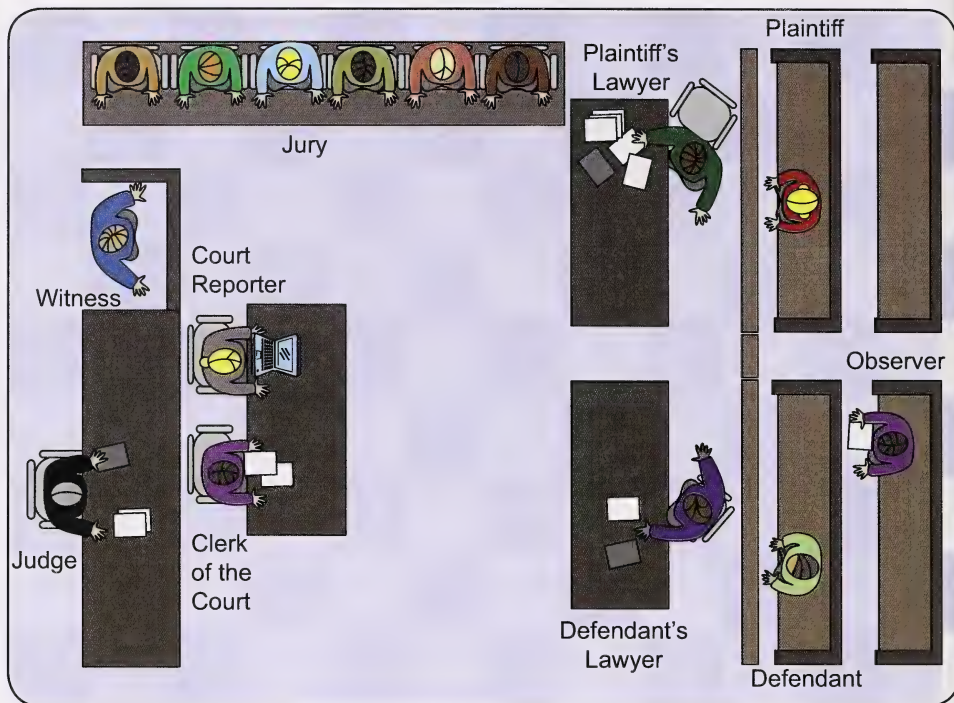 Plaintiff
Plaintiff's
Lawyer
Jury
Court
Reporter
Witness
Observer
Judge
Clerk
of the
Court
Defendant's
Lawyer
Defendant